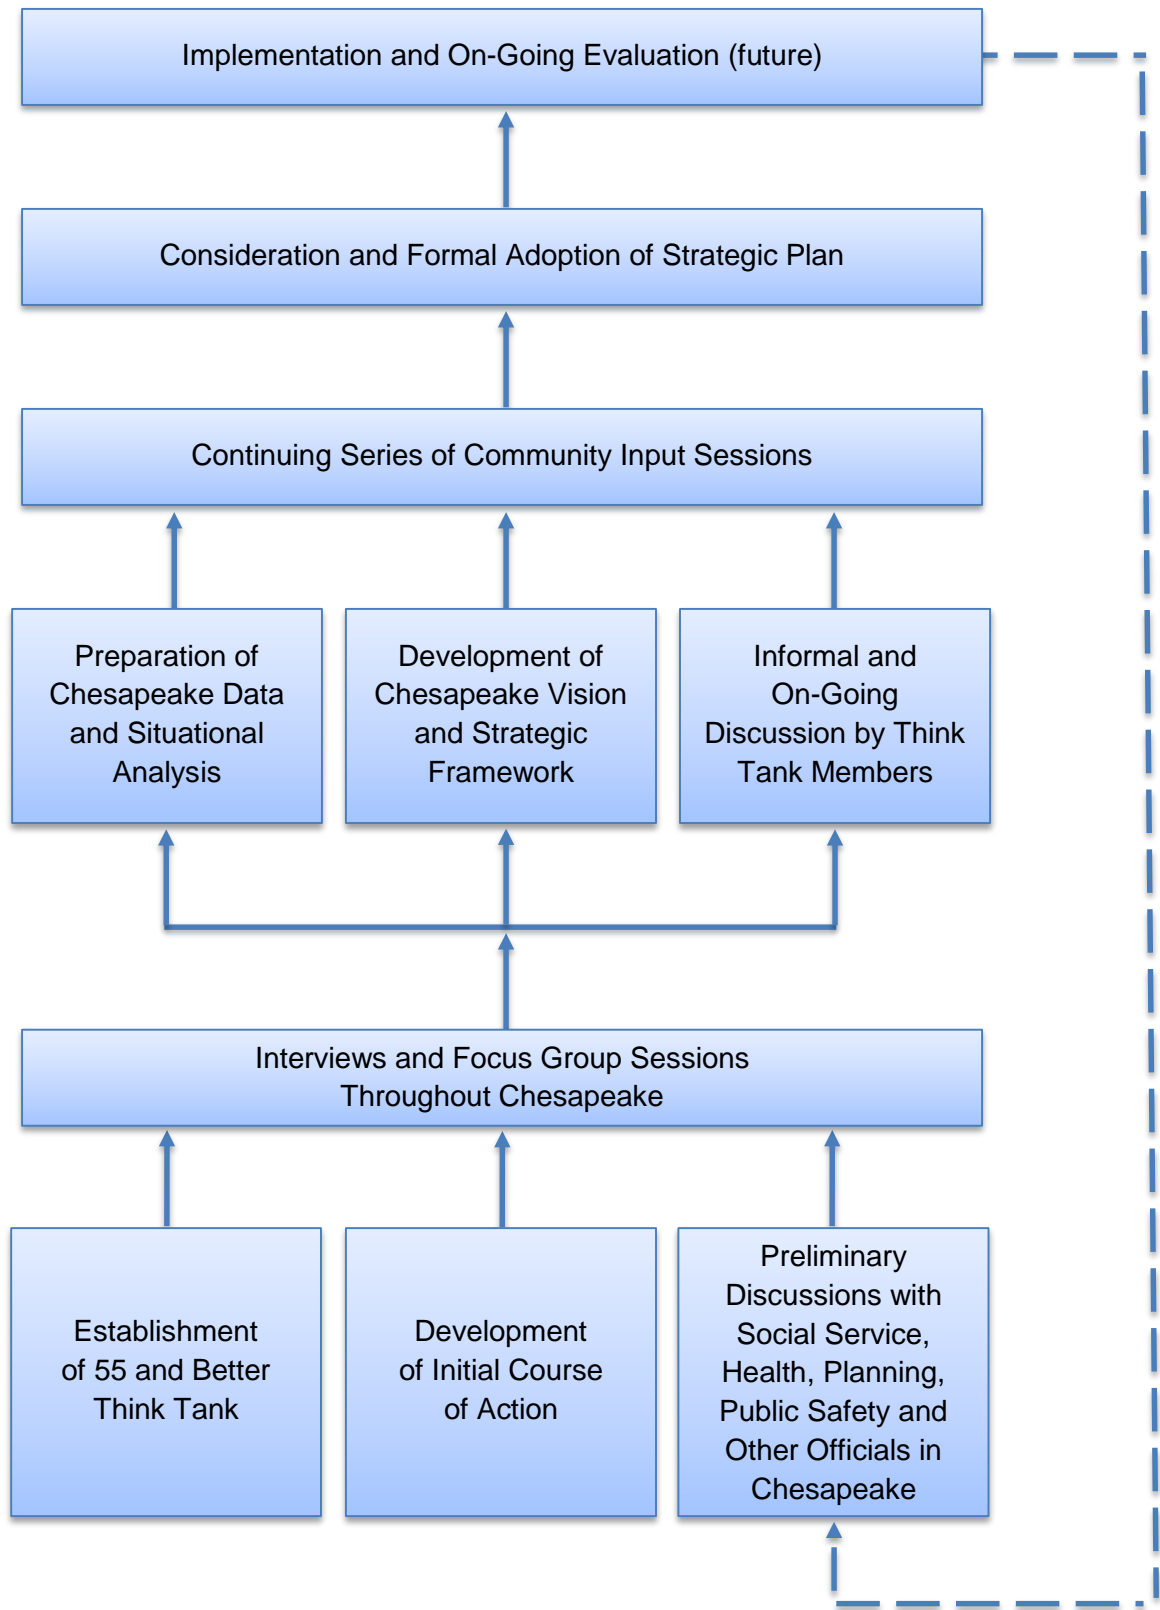 Implementation and On-Going Evaluation (future)
Consideration and Formal Adoption of Strategic Plan
Continuing Series of Community Input Sessions
Preparation of
Chesapeake Data
and Situational
Analysis
Development of
Chesapeake Vision
and Strategic
Framework
Informal and
On-Going
Discussion by Think
Tank Members
Interviews and Focus Group Sessions
Throughout Chesapeake
Establishment
of 55 and Better
Think Tank
Development
of Initial Course
of Action
Preliminary
Discussions with
Social Service,
Health, Planning,
Public Safety and
Other Officials in
Chesapeake